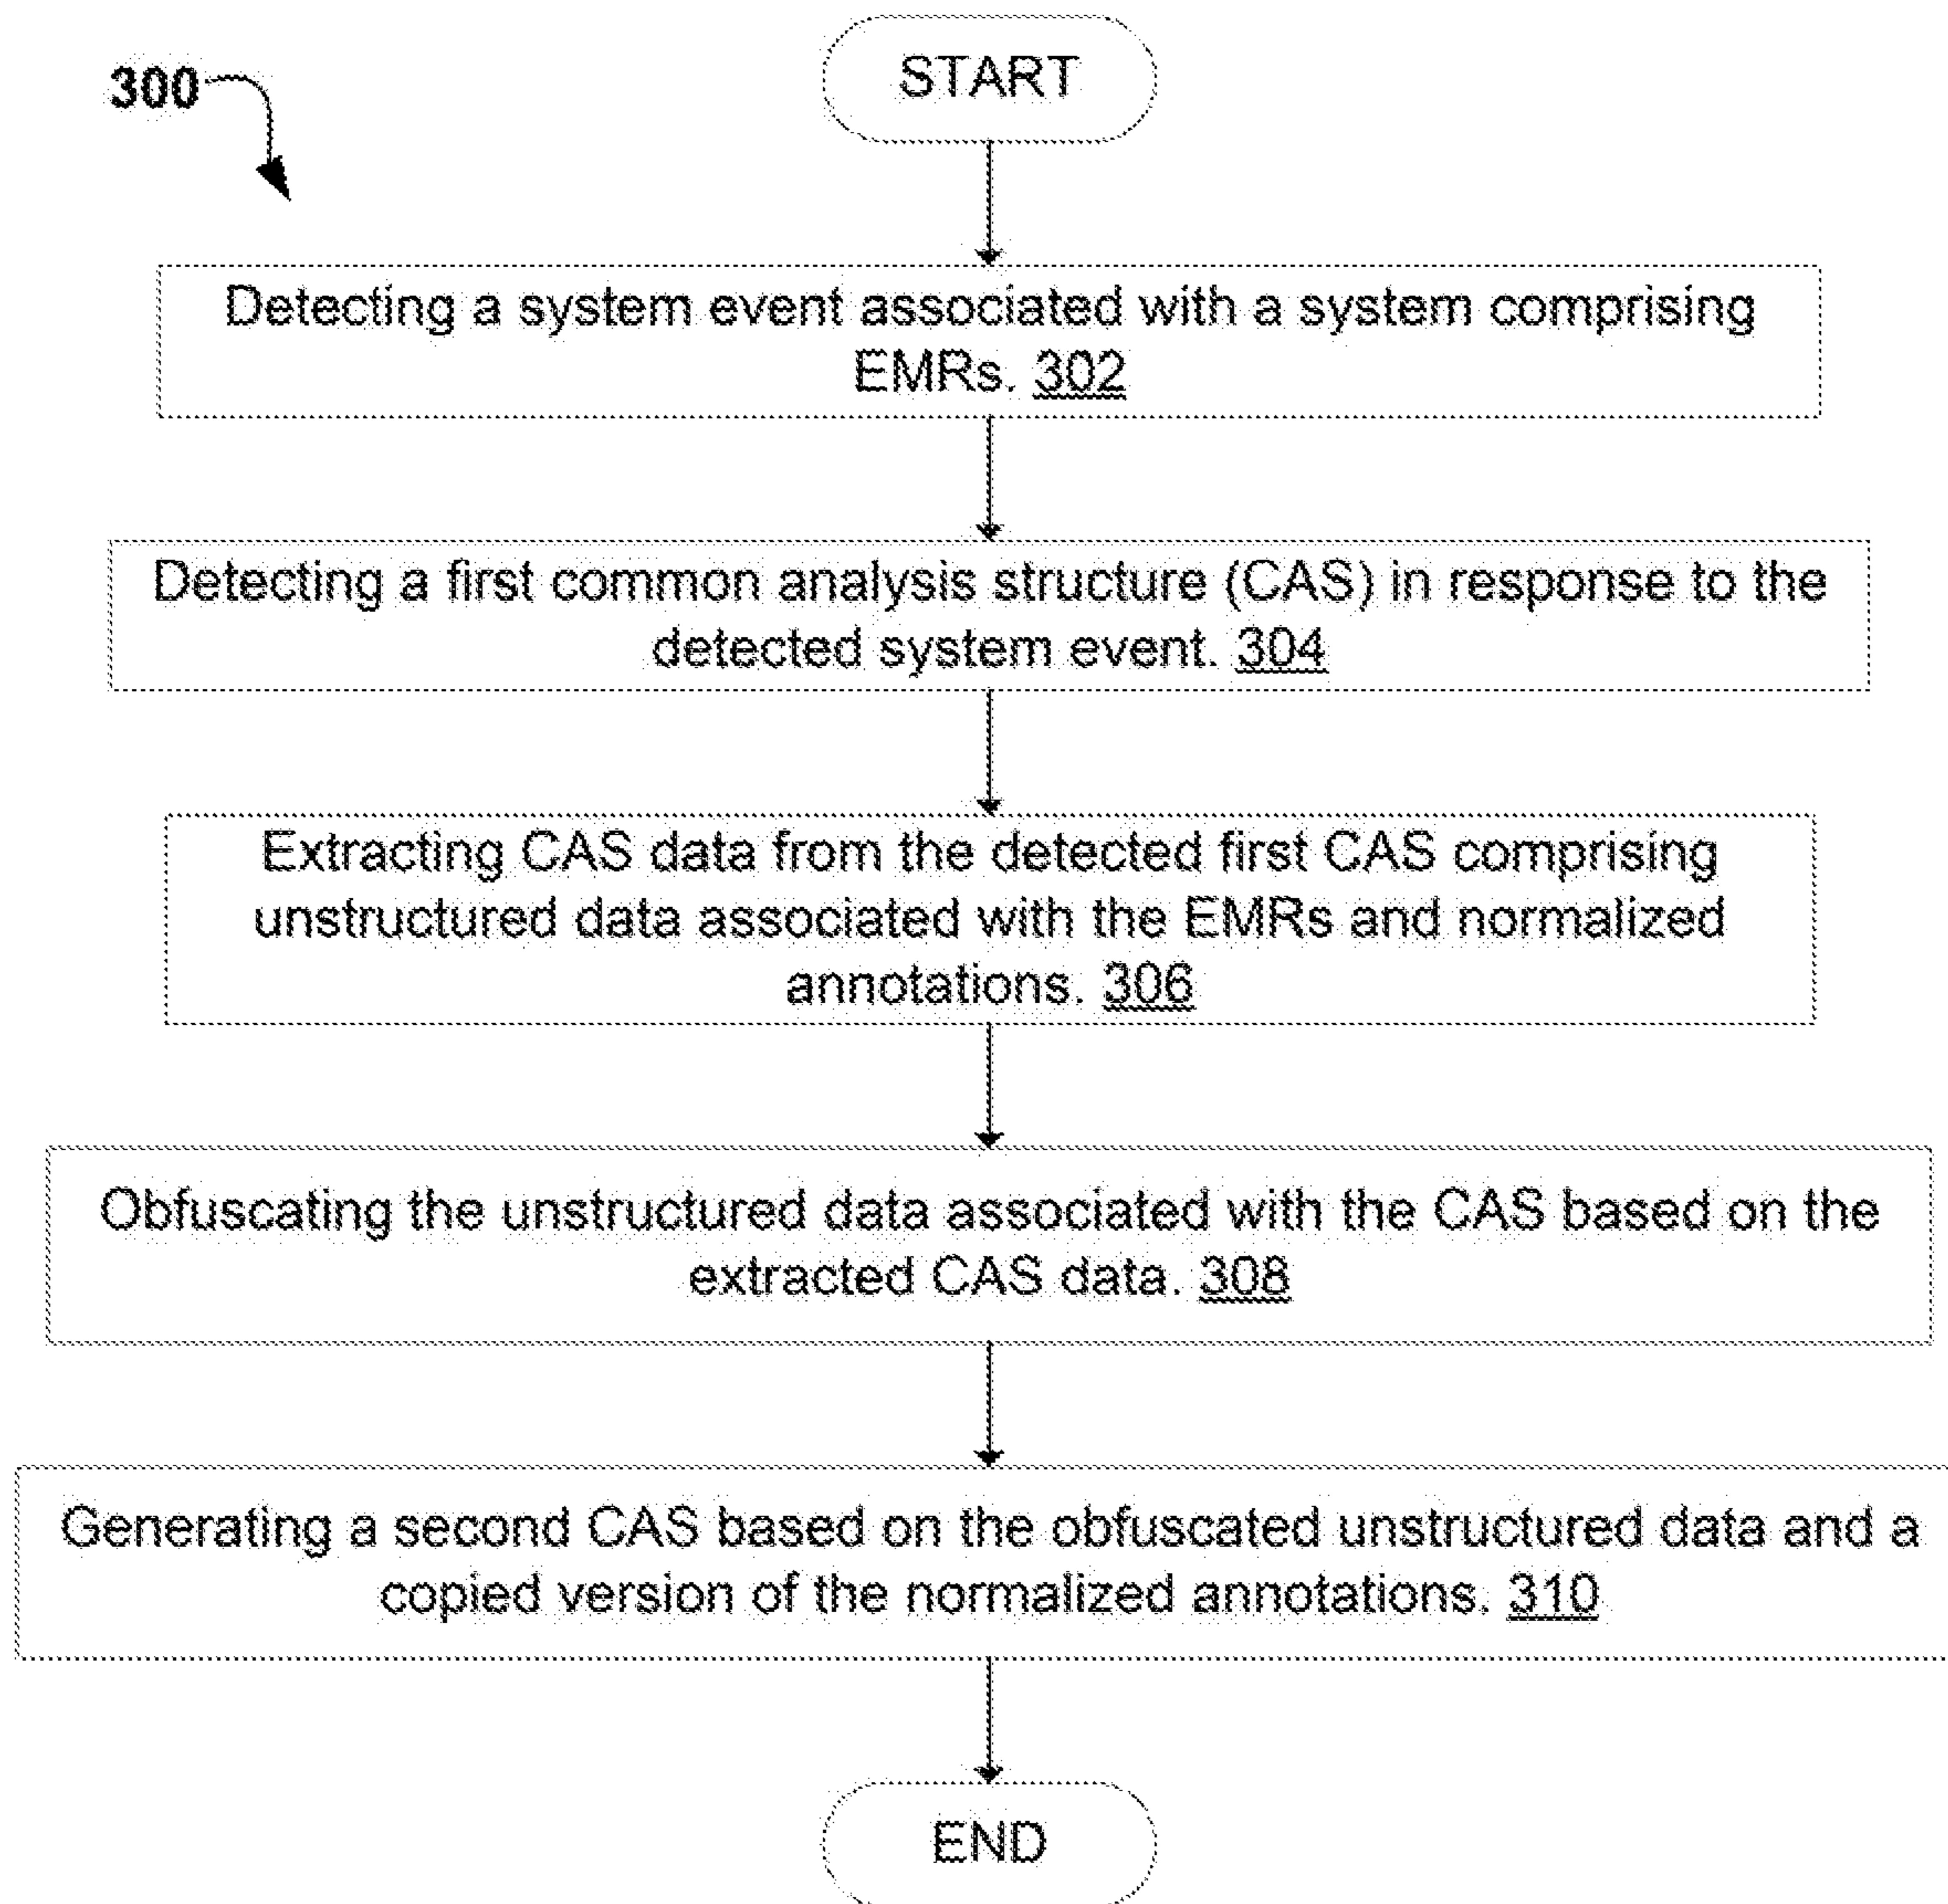 START
300
Detecting a system event associated with a system comprising
EMRs. 302
Detecting a first common analysis structure (CAS) in response to the
detected system event. 304
Extracting CAS data from the detected first CAS comprising
unstructured data associated with the EMRs and normalized
annotations. 306
Obfuscating the unstructured data associated with the CAS based on the
extracted CAS data. 308
Generating a second CAS based on the obfuscated unstructured data and a
copied version of the normalized annotations. 310
END